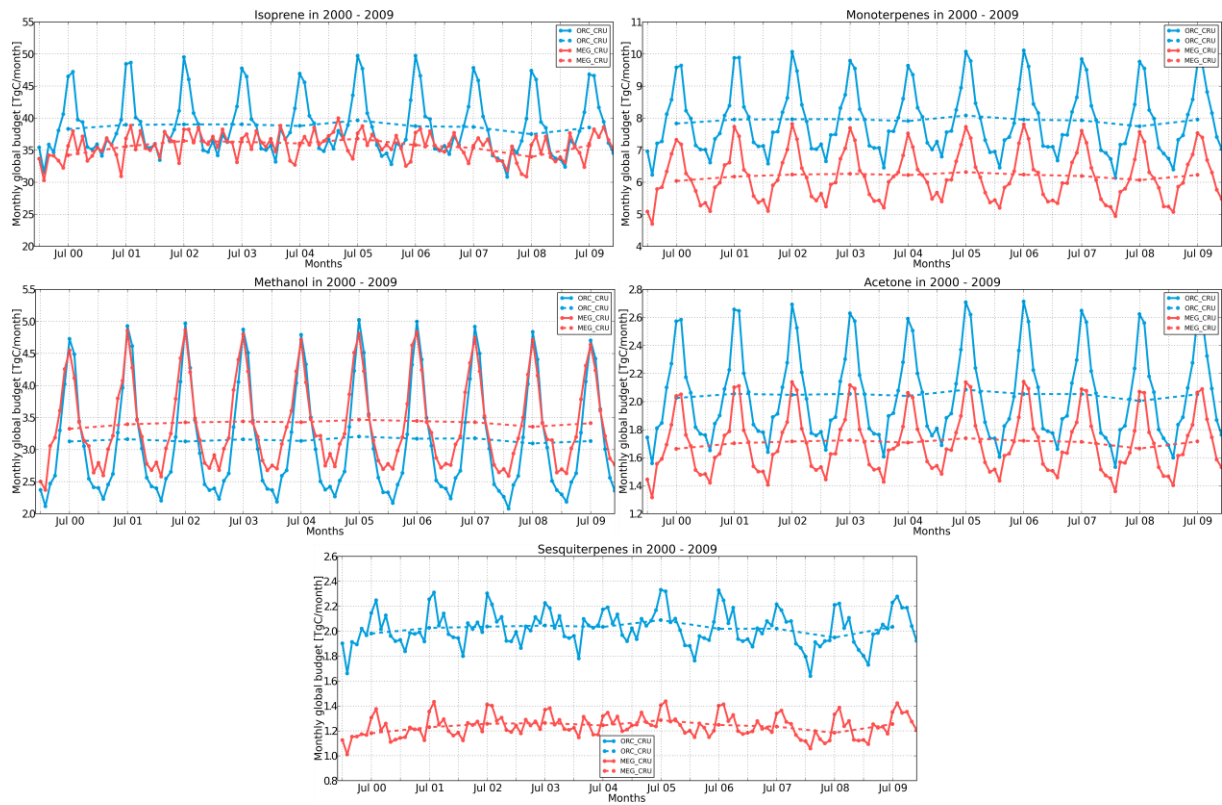 Isoprene in 2000 - 2009
Monthly global budget [TgC/month]
55
50
45
40
35
30
25
20
ORC_CRU
ORC_CRU
MEG_CRU
MEG_CRU
Jul 00 Jul 01 Jul 02 Jul 03 Jul 04 Jul 05 Jul 06 Jul 07 Jul 08 Jul 09
Months
Monoterpenes in 2000 - 2009
Monthly global budget [TgC/month]
11
10
9
8
7
6
5
4
ORC_CRU
ORC_CRU
MEG_CRU
MEG_CRU
Jul 00 Jul 01 Jul 02 Jul 03 Jul 04 Jul 05 Jul 06 Jul 07 Jul 08 Jul 09
Months
Methanol in 2000 - 2009
Monthly global budget [TgC/month]
5.5
5.0
4.5
4.0
3.5
3.0
2.5
2.0
ORC_CRU
ORC_CRU
MEG_CRU
MEG_CRU
Jul 00 Jul 01 Jul 02 Jul 03 Jul 04 Jul 05 Jul 06 Jul 07 Jul 08 Jul 09
Months
Acetone in 2000 - 2009
Monthly global budget [TgC/month]
2.8
2.6
2.4
2.2
2.0
1.8
1.6
1.4
1.2
ORC_CRU
ORC_CRU
MEG_CRU
MEG_CRU
Jul 00 Jul 01 Jul 02 Jul 03 Jul 04 Jul 05 Jul 06 Jul 07 Jul 08 Jul 09
Months
Sesquiterpenes in 2000 - 2009
Monthly global budget [TgC/month]
2.6
2.4
2.2
2.0
1.8
1.6
1.4
1.2
1.0
0.8
ORC_CRU
ORC_CRU
MEG_CRU
MEG_CRU
Jul 00 Jul 01 Jul 02 Jul 03 Jul 04 Jul 05 Jul 06 Jul 07 Jul 08 Jul 09
Months